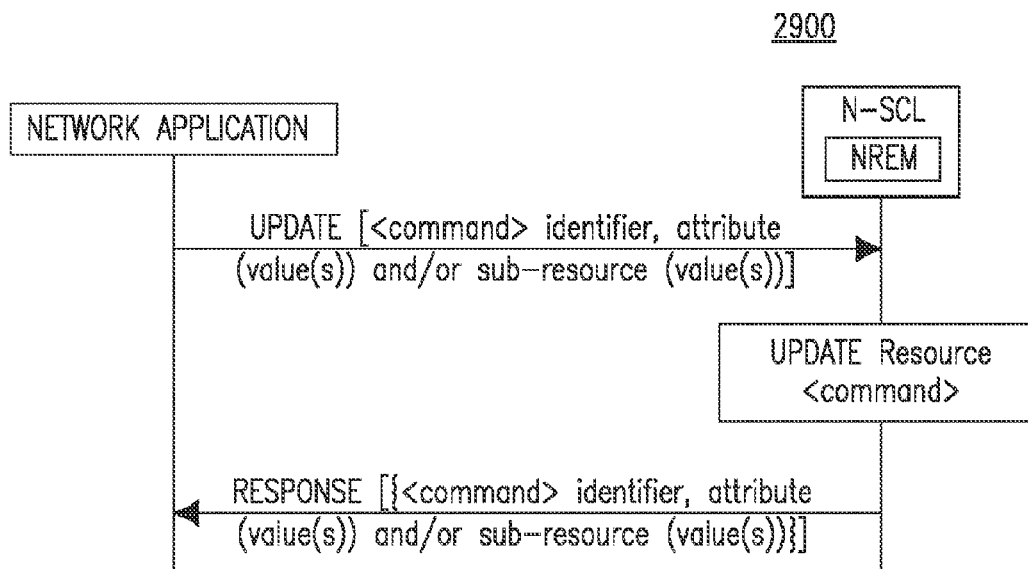 2900
NETWORK APPLICATION
N-SCL
NREM
UPDATE [<command> identifier, attribute
(value(s)) and/or sub-resource (value(s))]
UPDATE Resource
<command>
RESPONSE [{<command> identifier, attribute
(value(s)) and/or sub-resource (value(s))}]